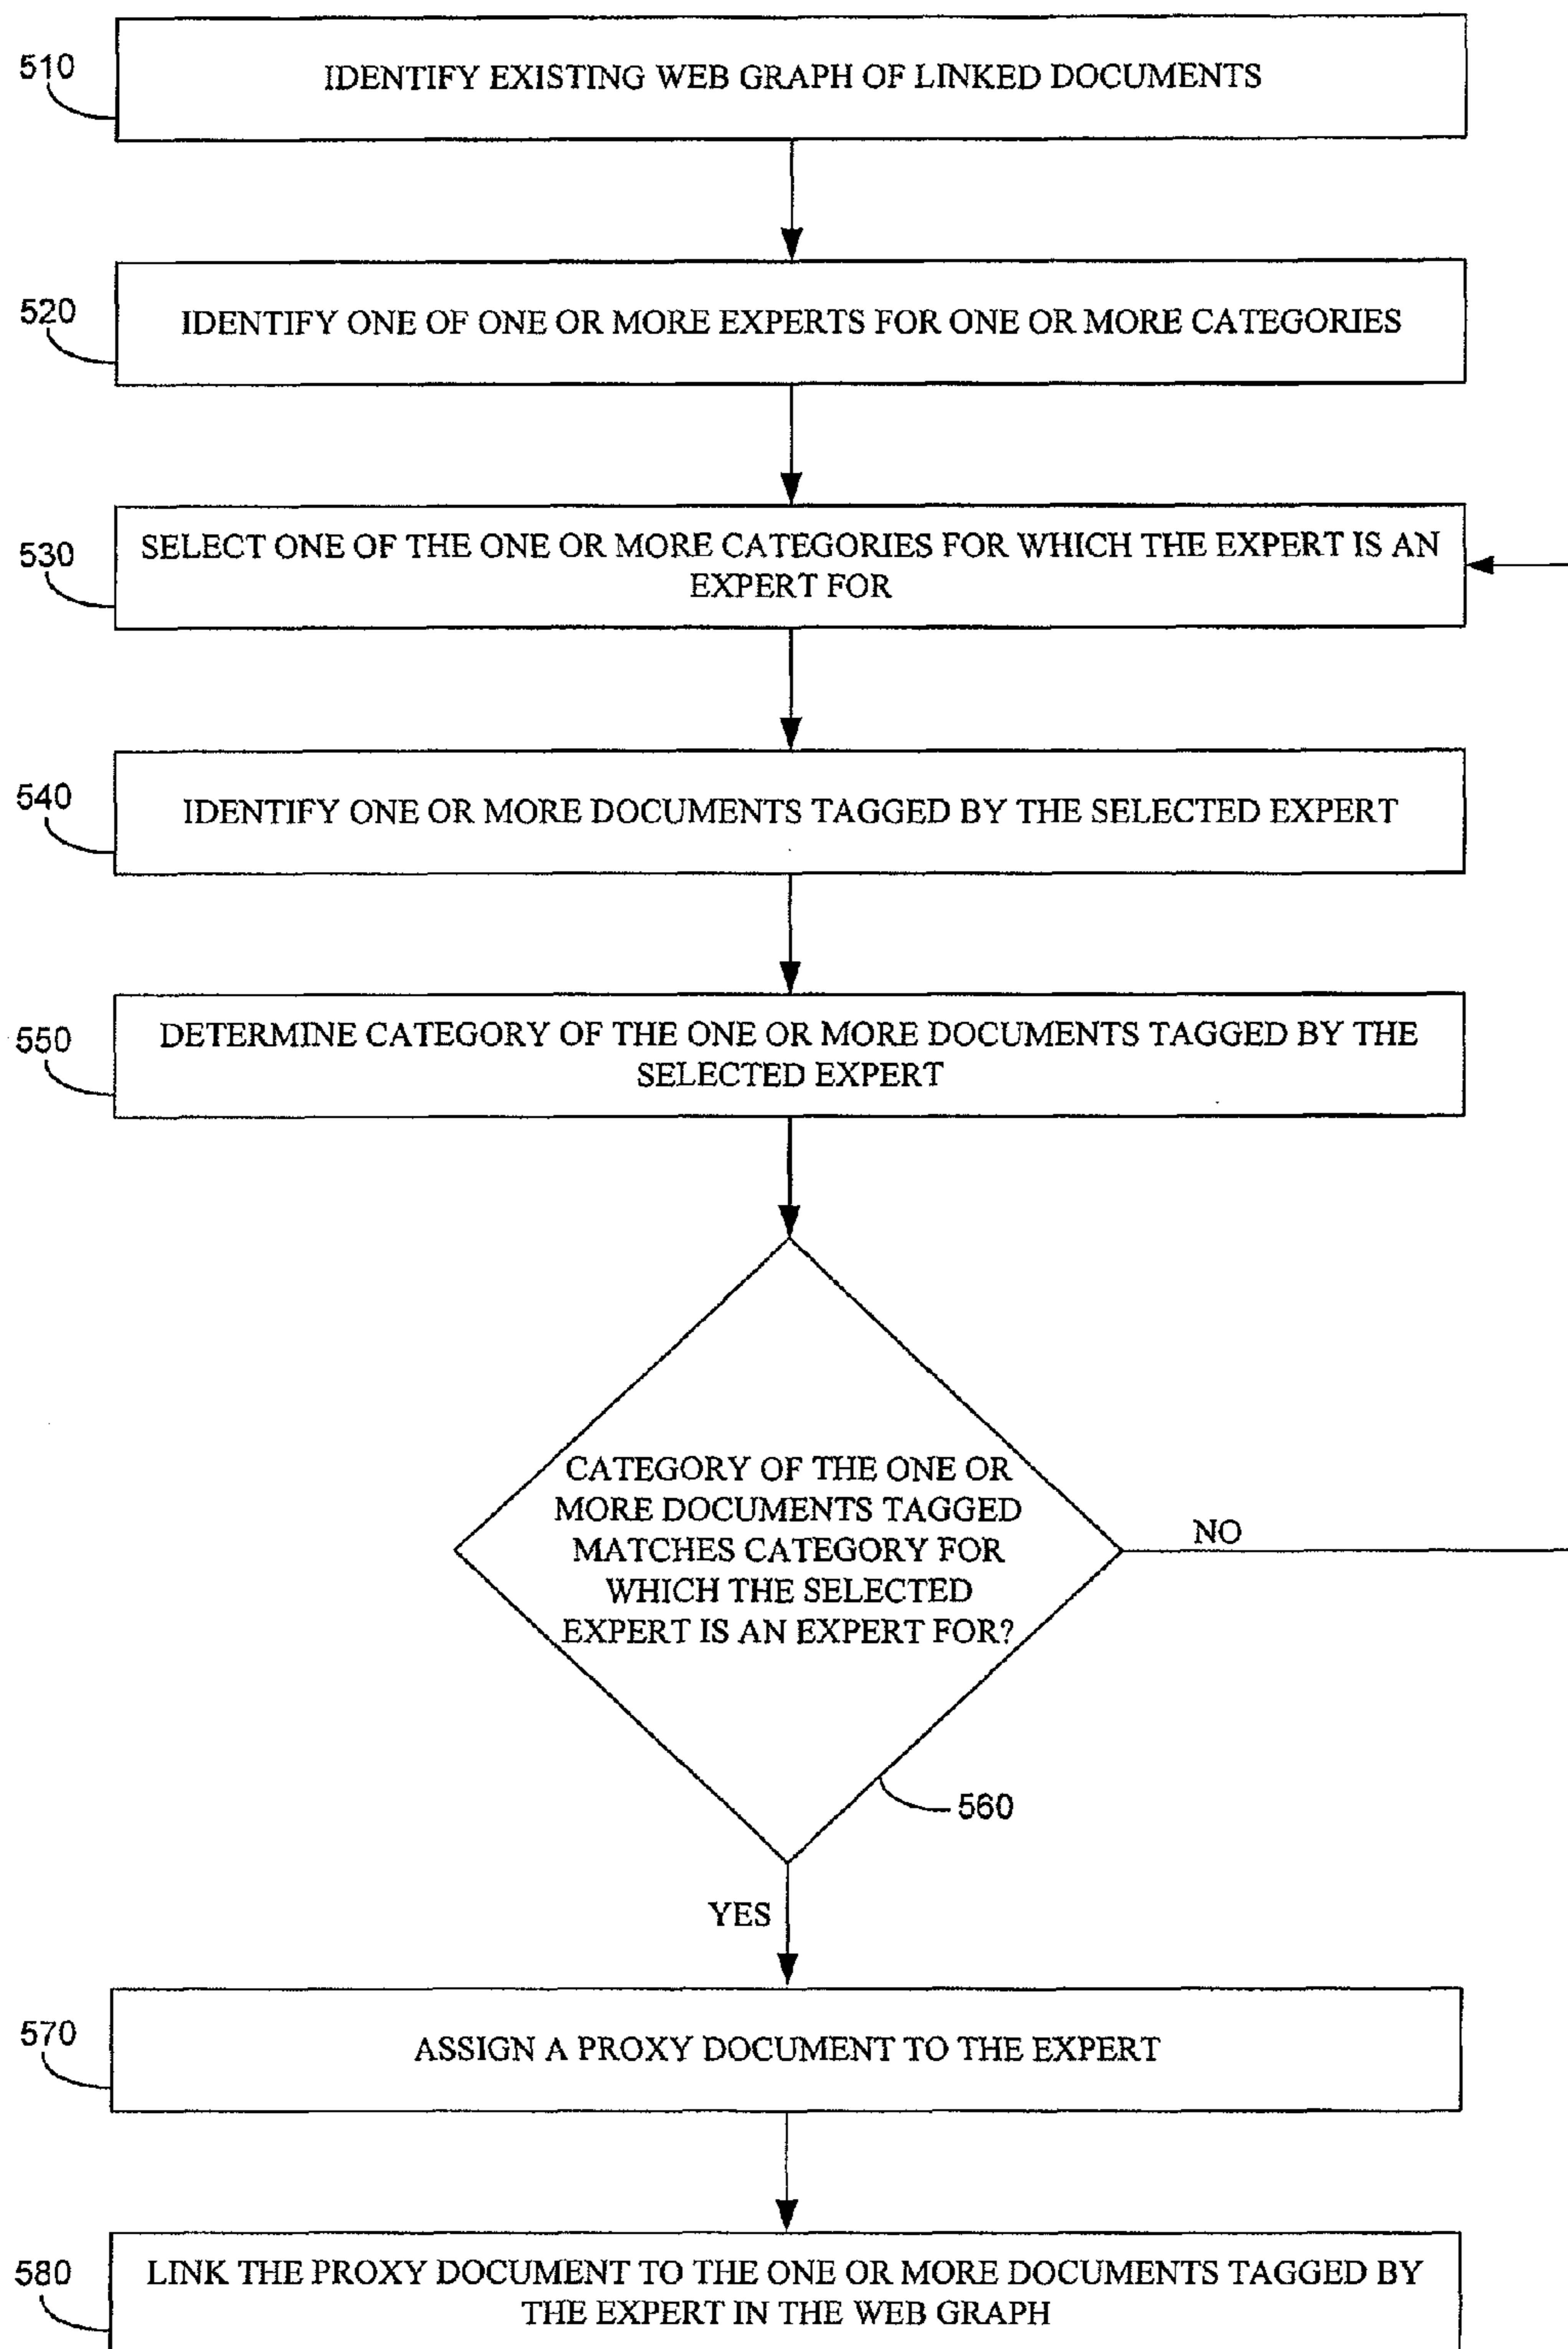 510
IDENTIFY EXISTING WEB GRAPH OF LINKED DOCUMENTS
520
IDENTIFY ONE OF ONE OR MORE EXPERTS FOR ONE OR MORE CATEGORIES
530
SELECT ONE OF THE ONE OR MORE CATEGORIES FOR WHICH THE EXPERT IS AN
EXPERT FOR
540
IDENTIFY ONE OR MORE DOCUMENTS TAGGED BY THE SELECTED EXPERT
550
DETERMINE CATEGORY OF THE ONE OR MORE DOCUMENTS TAGGED BY THE
SELECTED EXPERT
CATEGORY OF THE ONE OR
MORE DOCUMENTS TAGGED
MATCHES CATEGORY FOR
WHICH THE SELECTED
EXPERT IS AN EXPERT FOR?
NO
560
YES
570
ASSIGN A PROXY DOCUMENT TO THE EXPERT
580
LINK THE PROXY DOCUMENT TO THE ONE OR MORE DOCUMENTS TAGGED BY
THE EXPERT IN THE WEB GRAPH